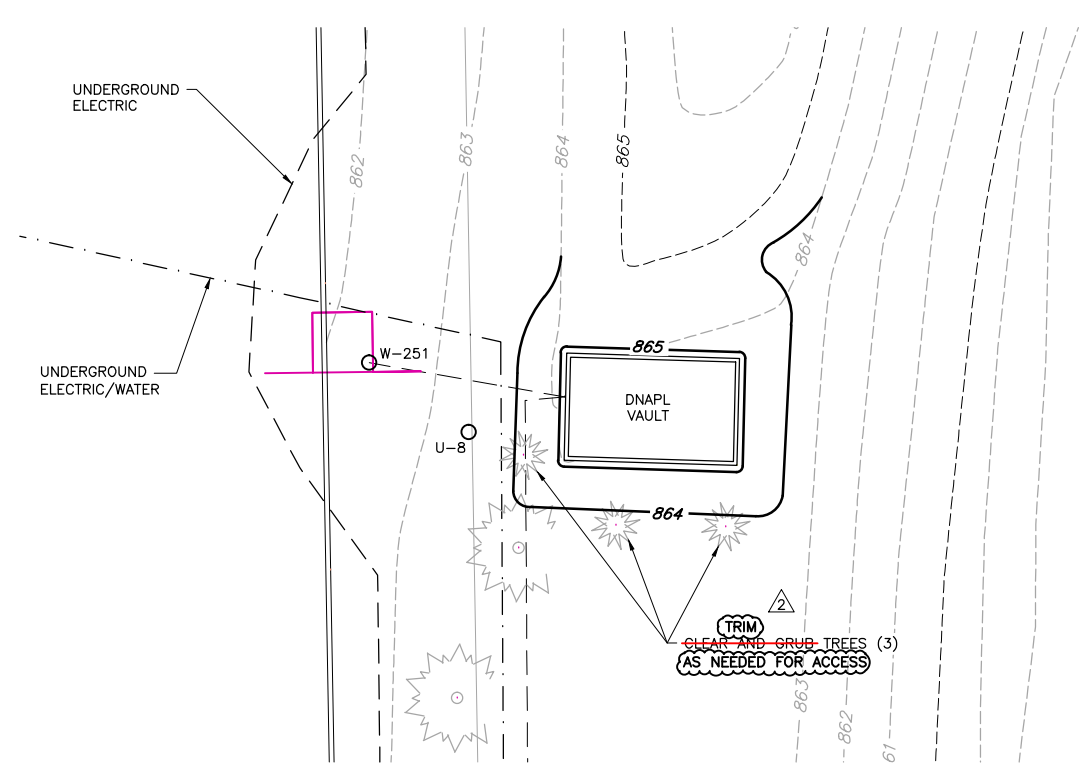 UNDERGROUND
ELECTRIC
862
863
864
865
864
UNDERGROUND
ELECTRIC/WATER
W-251
865
DNAPL
VAULT
U-8
864
2
TRIM
CLEAR AND GRUB TREES (3)
AS NEEDED FOR ACCESS
863
862
61